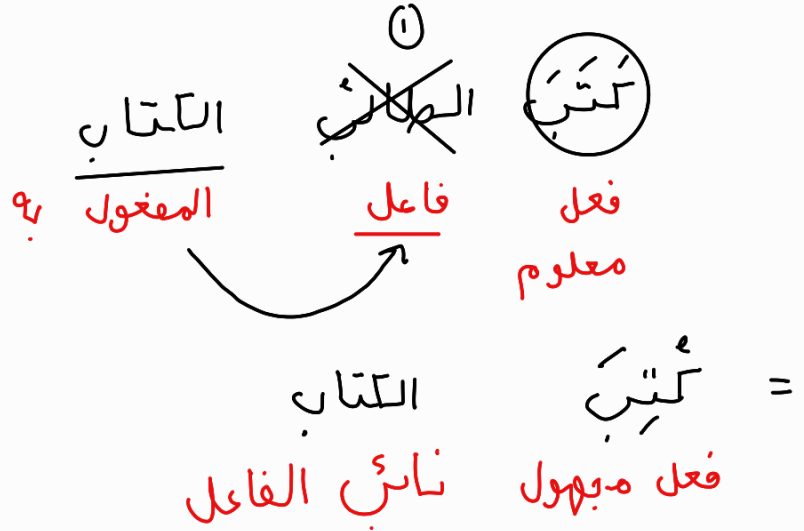 ①
كَتَبَ الطالبُ الكتاب
فعل فاعل المفعول به
معلوم
= كُتِبَ الكتاب
فعل مجهول نائب الفاعل